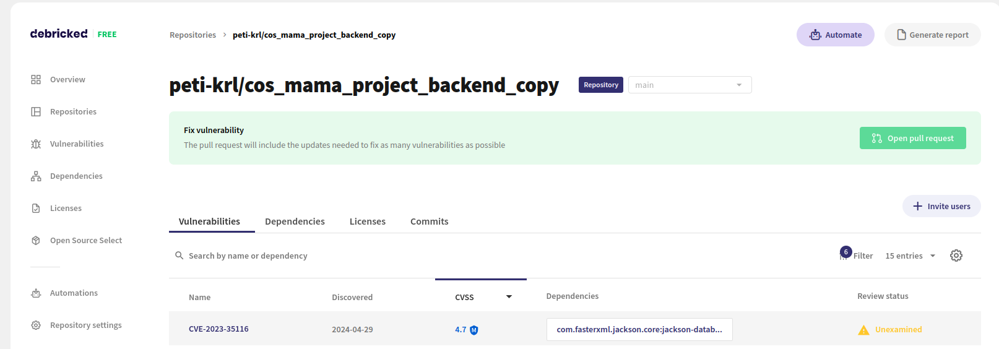 debricked FREE
Repositories > peti-krl/cos_mama_project_backend_copy
Automate
Generate report
Overview
Repositories
Vulnerabilities
Dependencies
Licenses
Open Source Select
Automations
Repository settings
peti-krl/cos_mama_project_backend_copy
Repository
main
Fix vulnerability
The pull request will include the updates needed to fix as many vulnerabilities as possible
Open pull request
Invite users
Vulnerabilities Dependencies Licenses Commits
Search by name or dependency
6 Filter 15 entries
Name Discovered CVSS Dependencies Review status
CVE-2023-35116 2024-04-29 4.7 M com.fasterxml.jackson.core:jackson-datab... Unexamined